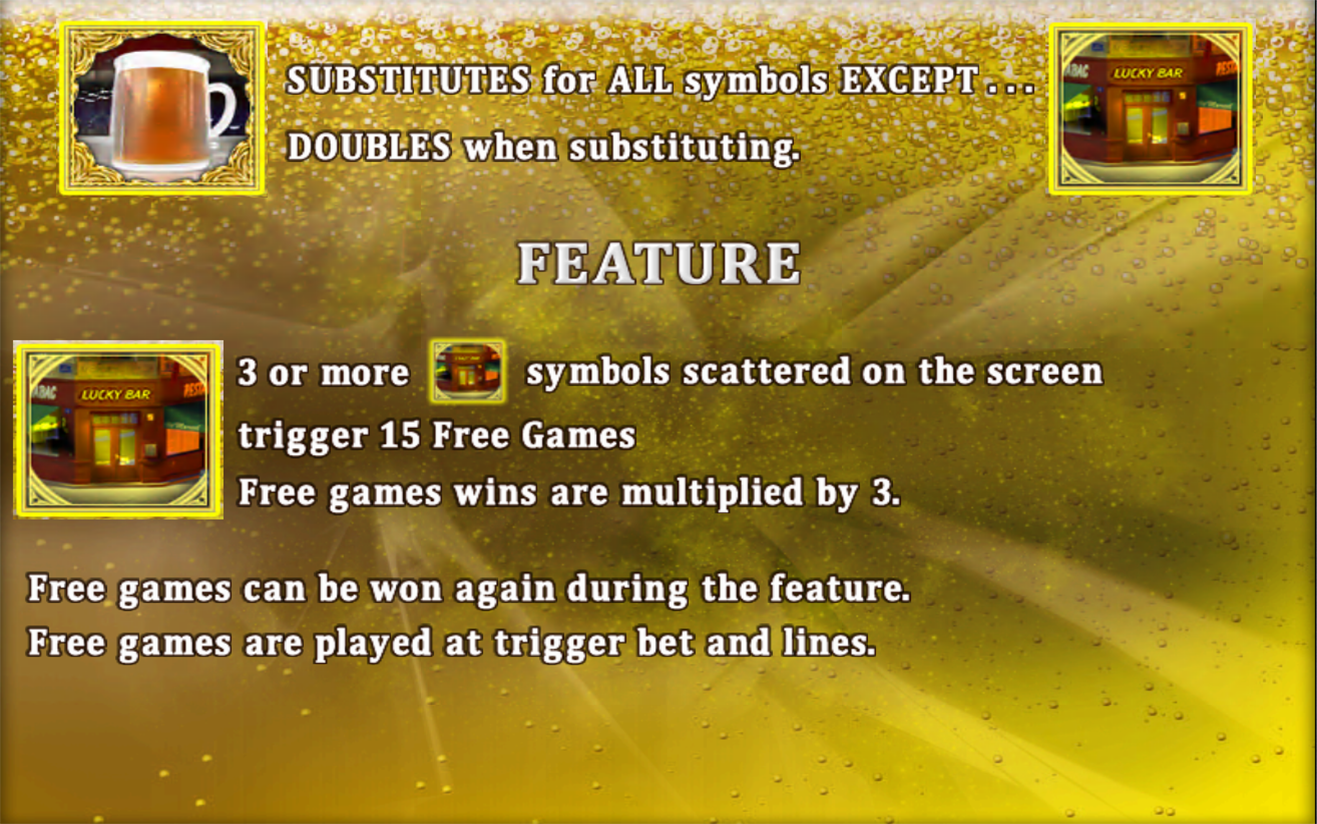 SUBSTITUTES for ALL symbols EXCEPT . . .
DOUBLES when substituting.
LUCKY BAR
FEATURE
3 or more symbols scattered on the screen
trigger 15 Free Games
Free games wins are multiplied by 3.
LUCKY BAR
Free games can be won again during the feature.
Free games are played at trigger bet and lines.